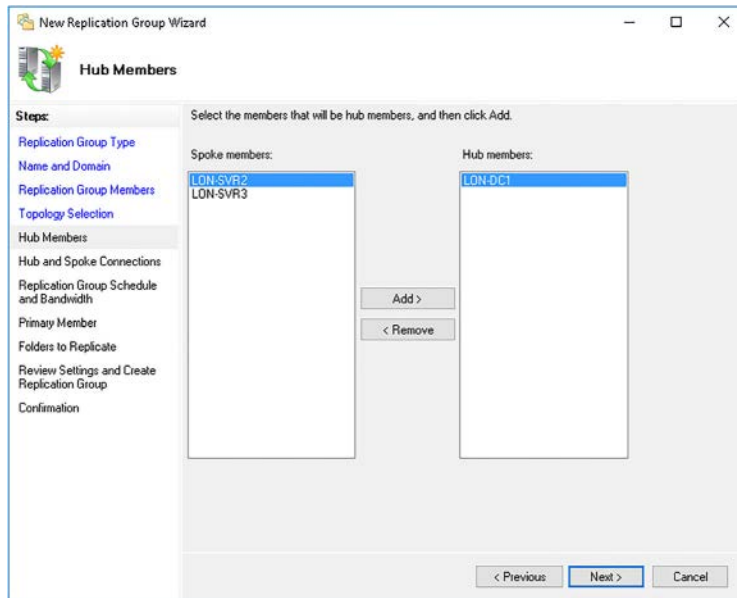 New Replication Group Wizard
Hub Members
Steps:
Replication Group Type
Name and Domain
Replication Group Members
Topology Selection
Hub Members
Hub and Spoke Connections
Replication Group Schedule
and Bandwidth
Primary Member
Folders to Replicate
Review Settings and Create
Replication Group
Confirmation
Select the members that will be hub members, and then click Add.
Spoke members:
LON-SVR2
LON-SVR3
Add >
< Remove
Hub members:
LON-DC1
< Previous
Next >
Cancel